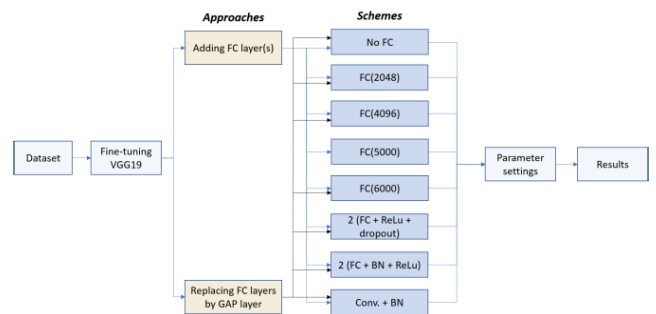 Approaches
Schemes
Adding FC layer(s)
No FC
FC(2048)
FC(4096)
Dataset
Fine-tuning
VGG19
FC(5000)
Parameter
settings
Results
FC(6000)
2 (FC + ReLu +
dropout)
2 (FC + BN + ReLu)
Replacing FC layers
by GAP layer
Conv. + BN